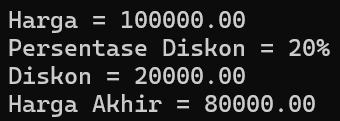 Harga = 100000.00
Persentase Diskon = 20%
Diskon = 20000.00
Harga Akhir = 80000.00